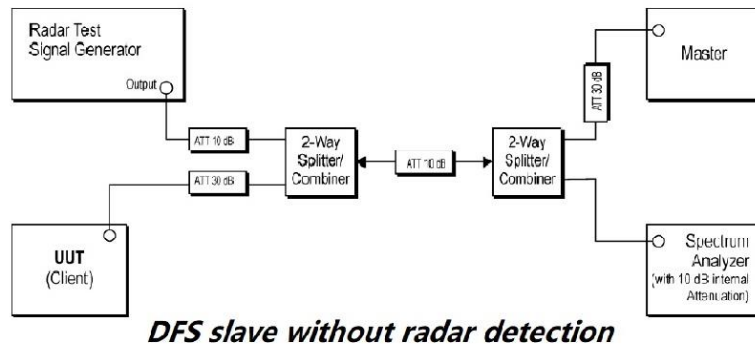 Radar Test
Signal Generator
Output
ATT 10 dB
ATT 30 dB
2-Way
Splitter/
Combiner
ATT 10 dB
2-Way
Splitter/
Combiner
ATT 30 dB
Master
UUT
(Client)
Spectrum
Analyzer
(with 10 dB internal
Attenuation)
DFS slave without radar detection